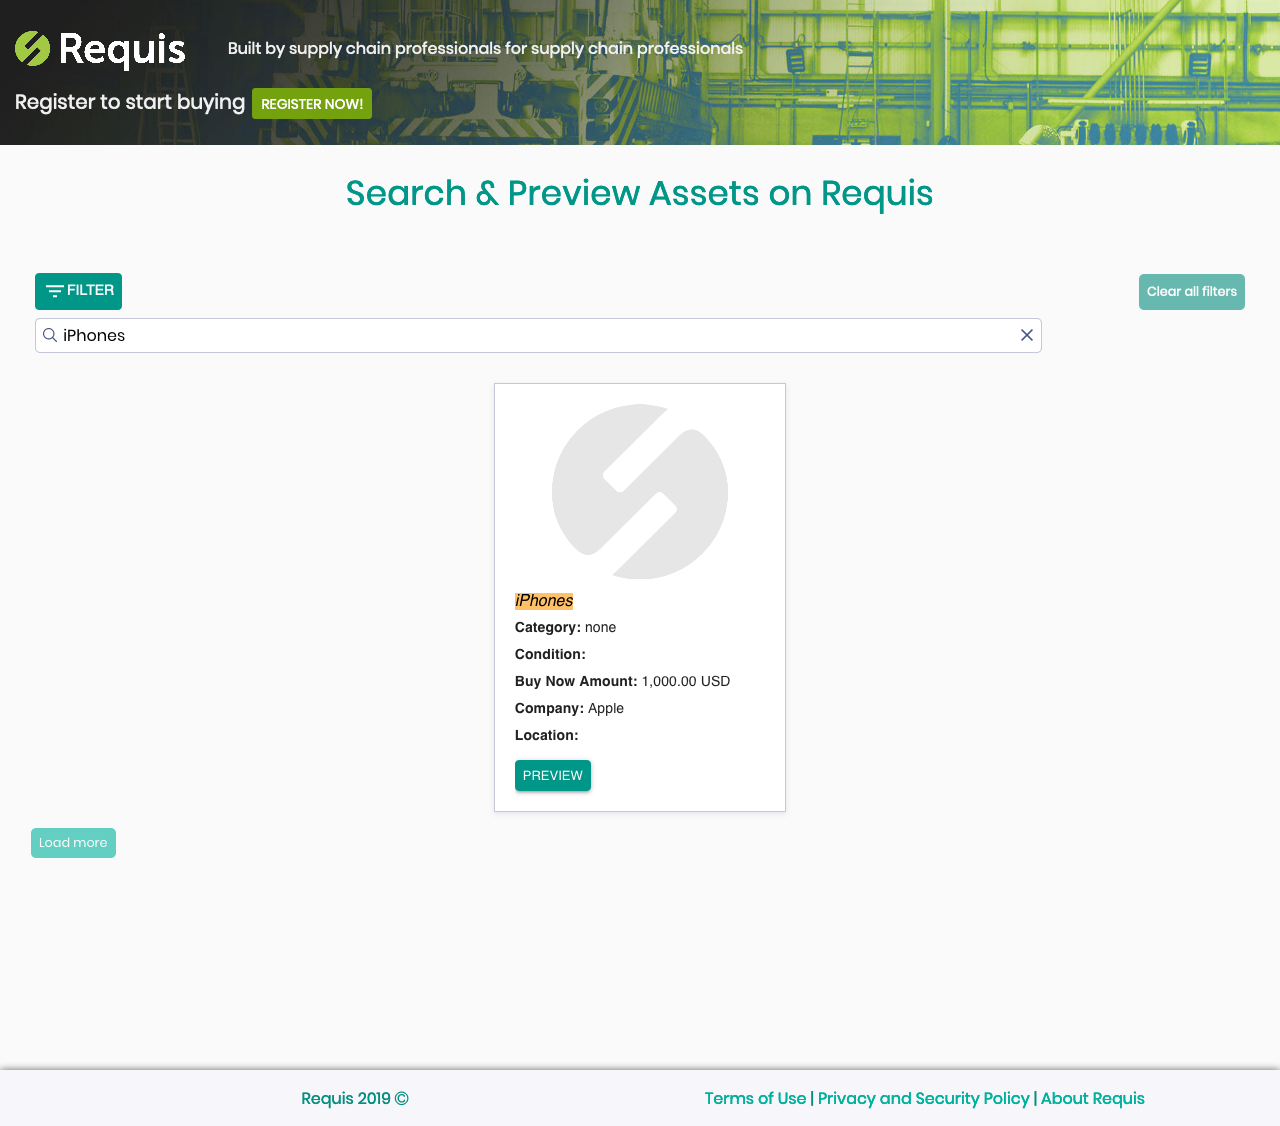 Requis
Built by supply chain professionals for supply chain professionals
Register to start buying
REGISTER NOW!
Search & Preview Assets on Requis
FILTER
Clear all filters
iPhones
iPhones
Category: none
Condition:
Buy Now Amount: 1,000.00 USD
Company: Apple
Location:
PREVIEW
Load more
Requis 2019 ©
Terms of Use | Privacy and Security Policy | About Requis